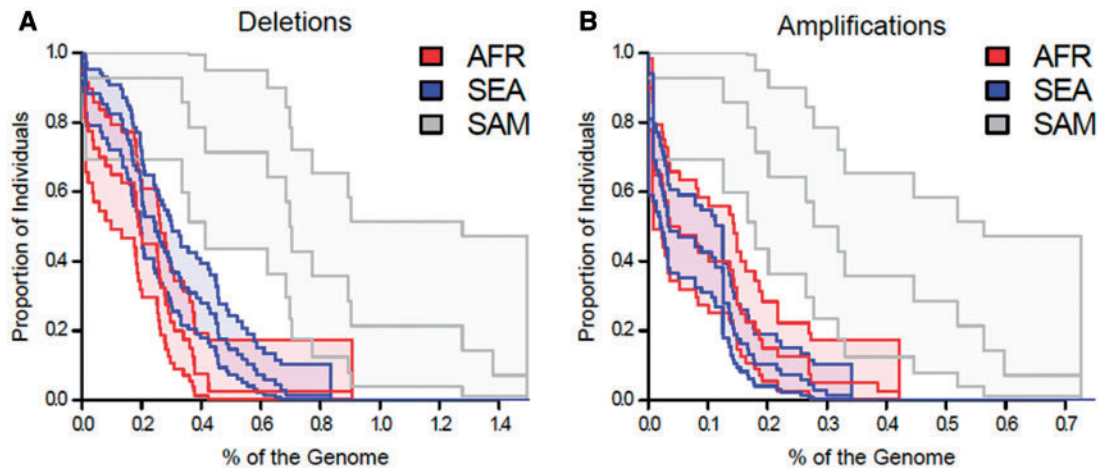 A
Deletions
AFR
SEA
SAM
Proportion of Individuals
1.0
0.8
0.6
0.4
0.2
0.0
0.0 0.2 0.4 0.6 0.8 1.0 1.2 1.4
% of the Genome
B
Amplifications
AFR
SEA
SAM
Proportion of Individuals
1.0
0.8
0.6
0.4
0.2
0.0
0.0 0.1 0.2 0.3 0.4 0.5 0.6 0.7
% of the Genome